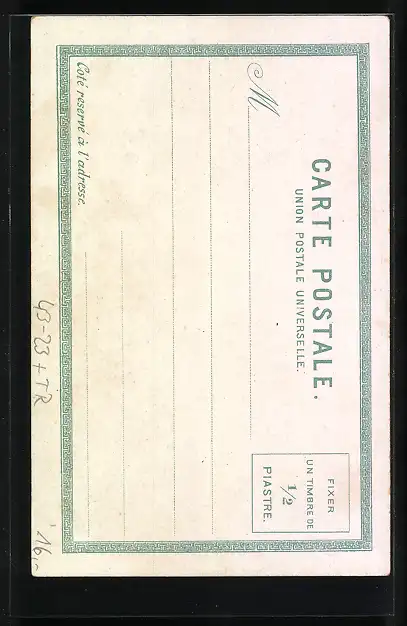 CARTE POSTALE.
UNION POSTALE UNIVERSELLE.
FIXER
UN TIMBRE DE
1/2
PIASTRE.
M
Coté reservé à l'adresse.
43-23+TR
16,-